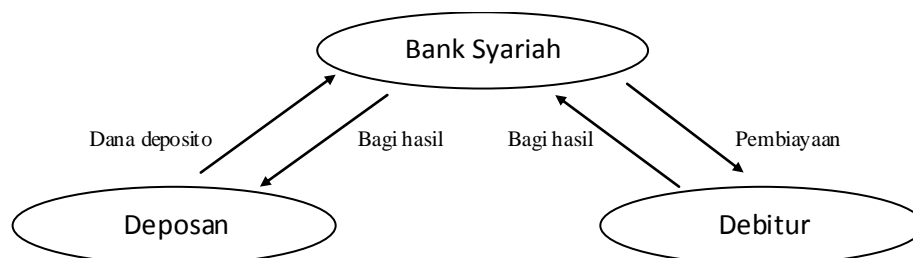 Bank Syariah
Dana deposito
Bagi hasil
Bagi hasil
Pembiayaan
Deposan
Debitur